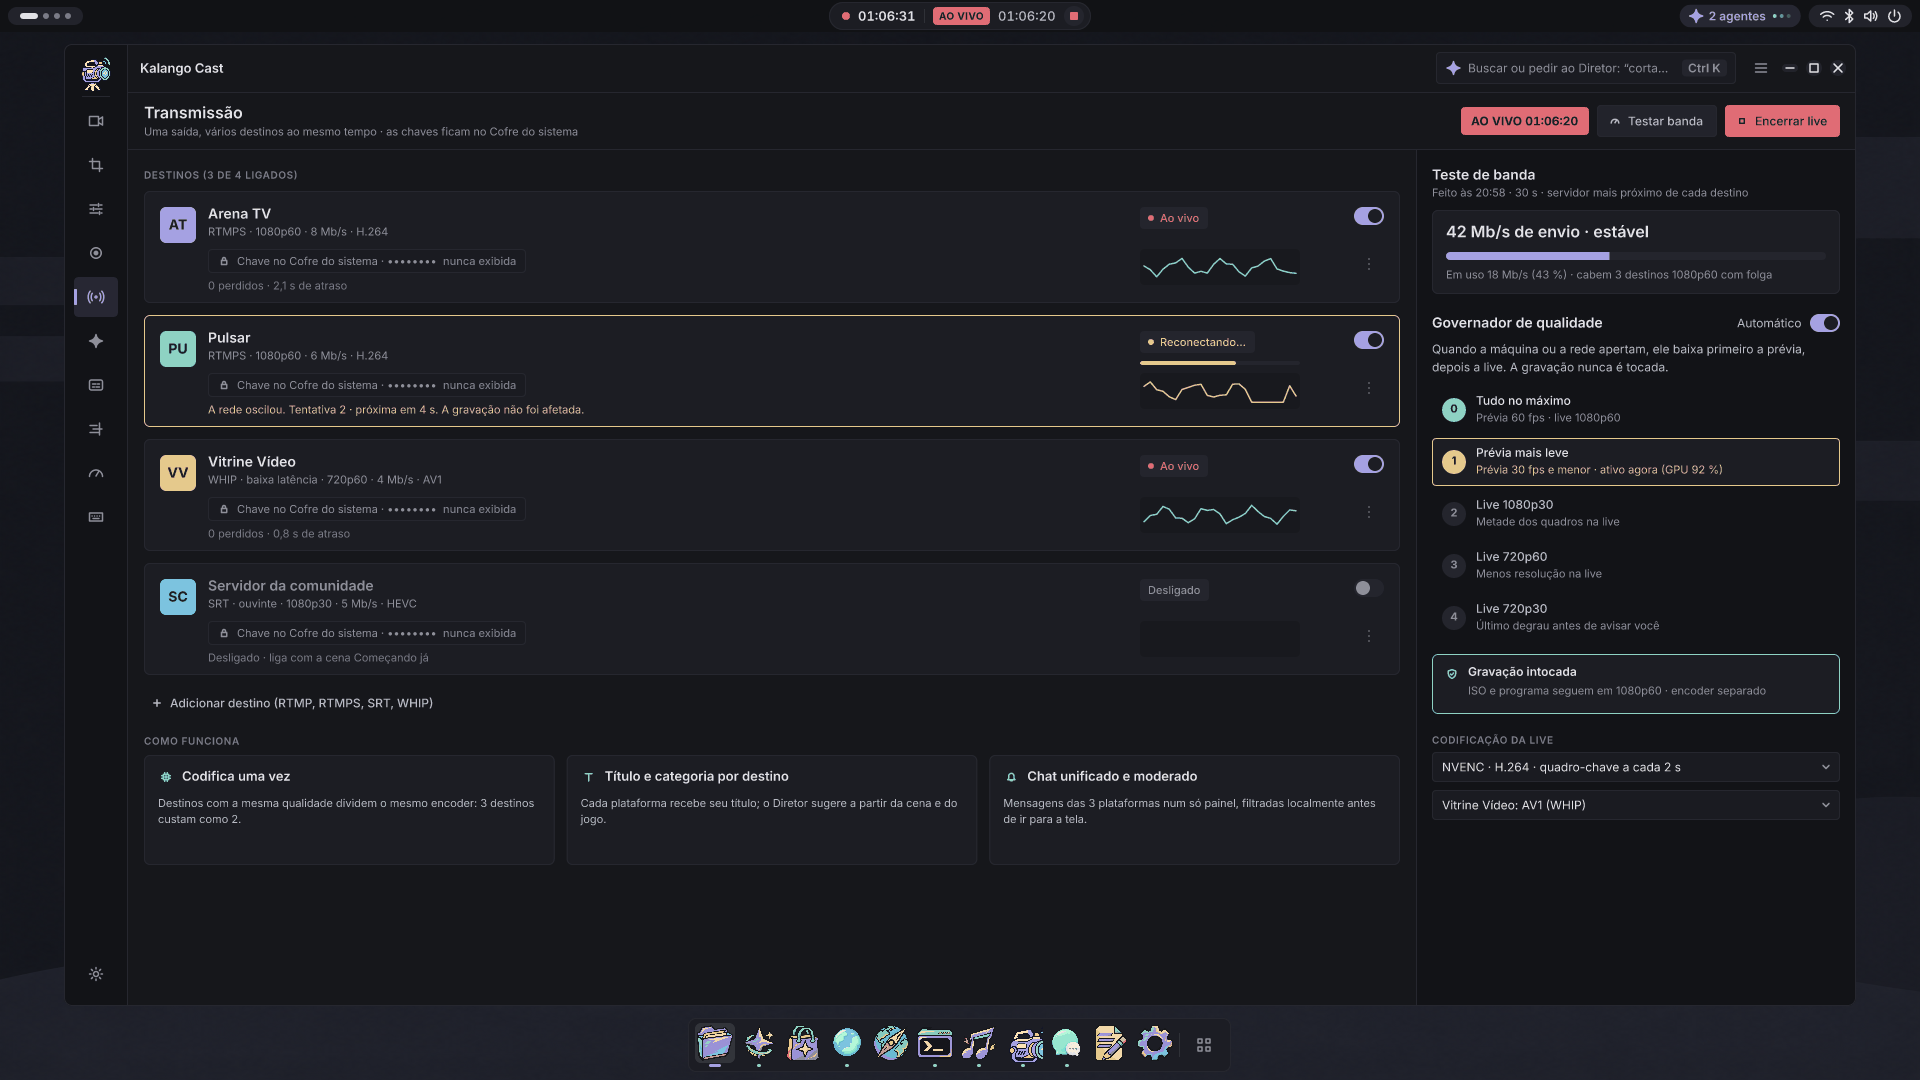 01:06:31 AO VIVO 01:06:20
2 agentes
Kalango Cast
Buscar ou pedir ao Diretor: “corta... Ctrl K
Transmissão
Uma saída, vários destinos ao mesmo tempo · as chaves ficam no Cofre do sistema
AO VIVO 01:06:20 Testar banda Encerrar live
DESTINOS (3 DE 4 LIGADOS)
AT Arena TV
RTMPS · 1080p60 · 8 Mb/s · H.264
Chave no Cofre do sistema · •••••••• nunca exibida
0 perdidos · 2,1 s de atraso
Ao vivo
PU Pulsar
RTMPS · 1080p60 · 6 Mb/s · H.264
Chave no Cofre do sistema · •••••••• nunca exibida
A rede oscilou. Tentativa 2 · próxima em 4 s. A gravação não foi afetada.
Reconectando...
VV Vitrine Vídeo
WHIP · baixa latência · 720p60 · 4 Mb/s · AV1
Chave no Cofre do sistema · •••••••• nunca exibida
0 perdidos · 0,8 s de atraso
Ao vivo
SC Servidor da comunidade
SRT · ouvinte · 1080p30 · 5 Mb/s · HEVC
Chave no Cofre do sistema · •••••••• nunca exibida
Desligado · liga com a cena Começando já
Desligado
+ Adicionar destino (RTMP, RTMPS, SRT, WHIP)
COMO FUNCIONA
Codifica uma vez
Destinos com a mesma qualidade dividem o mesmo encoder: 3 destinos
custam como 2.
Título e categoria por destino
Cada plataforma recebe seu título; o Diretor sugere a partir da cena e do
jogo.
Chat unificado e moderado
Mensagens das 3 plataformas num só painel, filtradas localmente antes
de ir para a tela.
Teste de banda
Feito às 20:58 · 30 s · servidor mais próximo de cada destino
42 Mb/s de envio · estável
Em uso 18 Mb/s (43 %) · cabem 3 destinos 1080p60 com folga
Governador de qualidade Automático
Quando a máquina ou a rede apertam, ele baixa primeiro a prévia,
depois a live. A gravação nunca é tocada.
0 Tudo no máximo
Prévia 60 fps · live 1080p60
1 Prévia mais leve
Prévia 30 fps e menor · ativo agora (GPU 92 %)
2 Live 1080p30
Metade dos quadros na live
3 Live 720p60
Menos resolução na live
4 Live 720p30
Último degrau antes de avisar você
Gravação intocada
ISO e programa seguem em 1080p60 · encoder separado
CODIFICAÇÃO DA LIVE
NVENC · H.264 · quadro-chave a cada 2 s
Vitrine Vídeo: AV1 (WHIP)